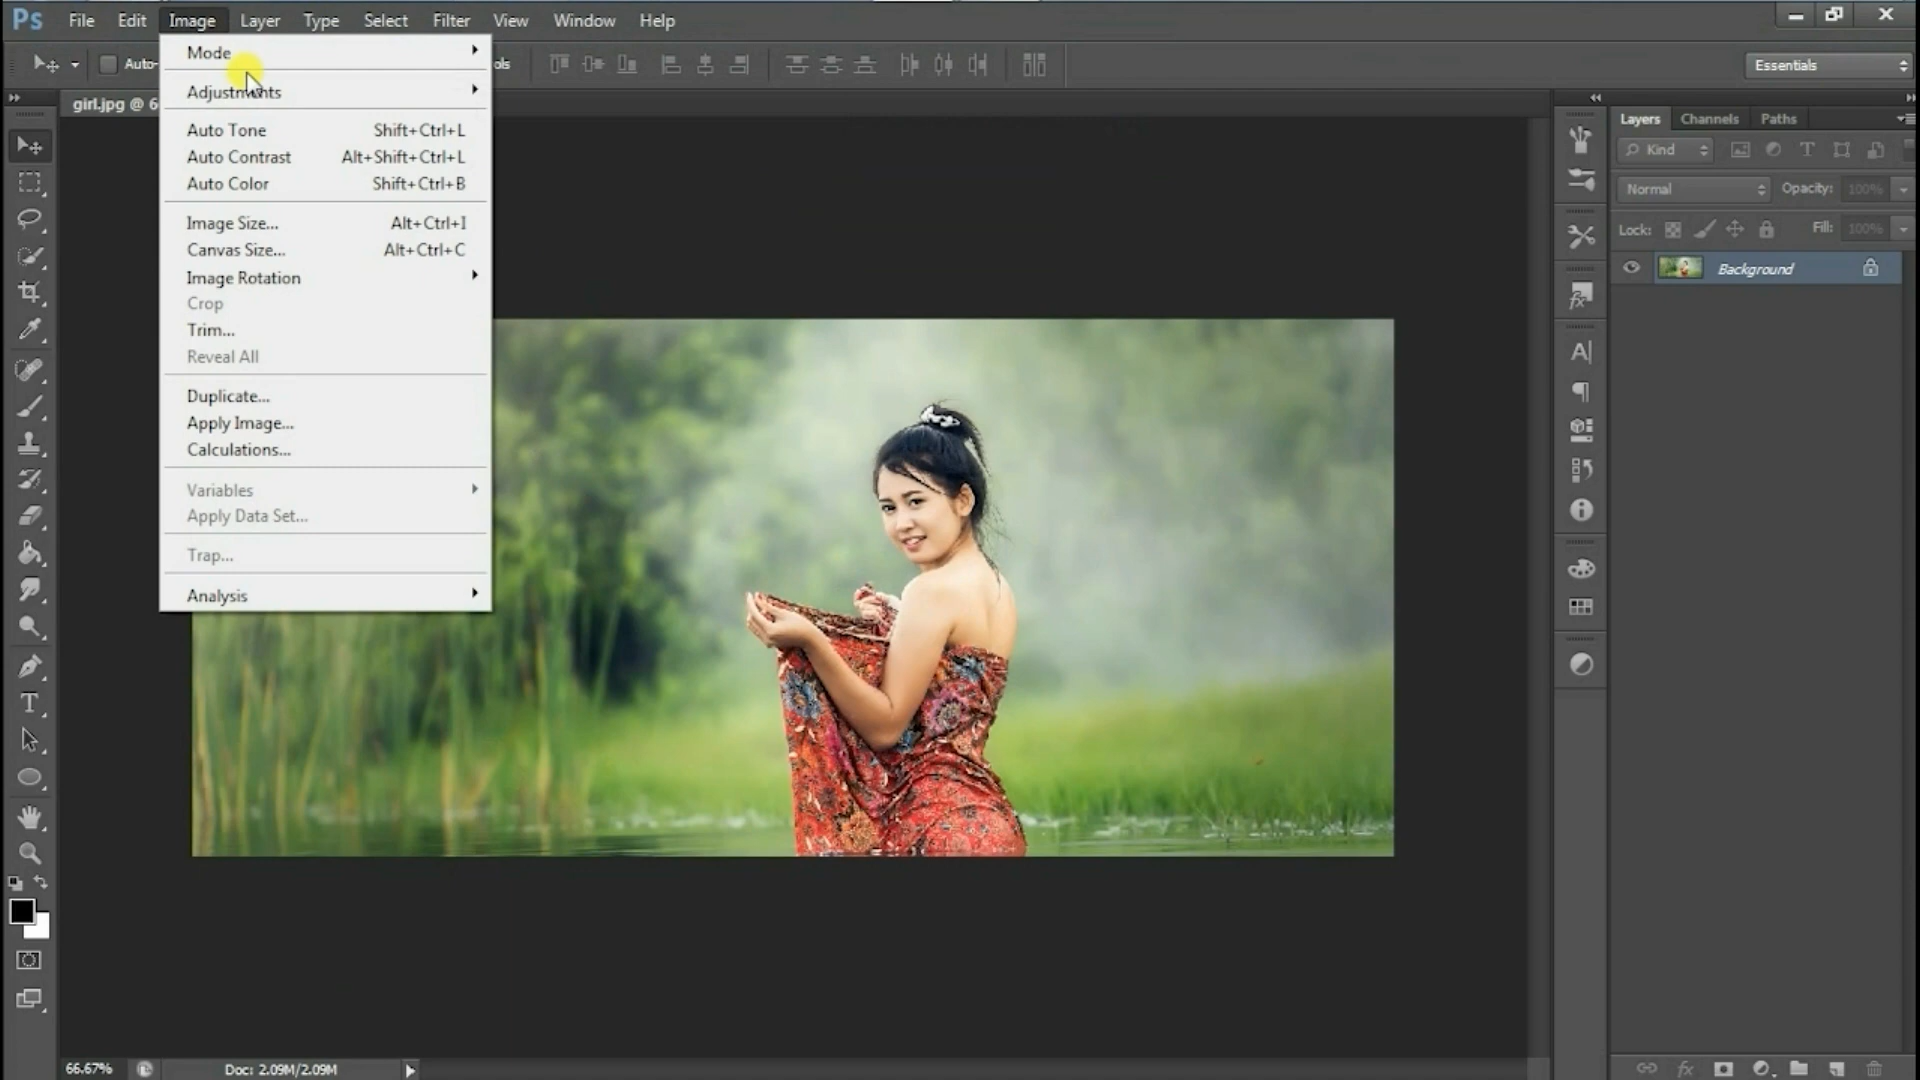 Ps File Edit Image Layer Type Select Filter View Window Help
Auto-
ols
Essentials
girl.jpg @ 6
Mode
Adjustments
Auto Tone Shift+Ctrl+L
Auto Contrast Alt+Shift+Ctrl+L
Auto Color Shift+Ctrl+B
Image Size... Alt+Ctrl+I
Canvas Size... Alt+Ctrl+C
Image Rotation
Crop
Trim...
Reveal All
Duplicate...
Apply Image...
Calculations...
Variables
Apply Data Set...
Trap...
Analysis
Layers Channels Paths
Kind
Normal Opacity: 100%
Lock: Fill: 100%
Background
66.67% Doc: 2.09M/2.09M